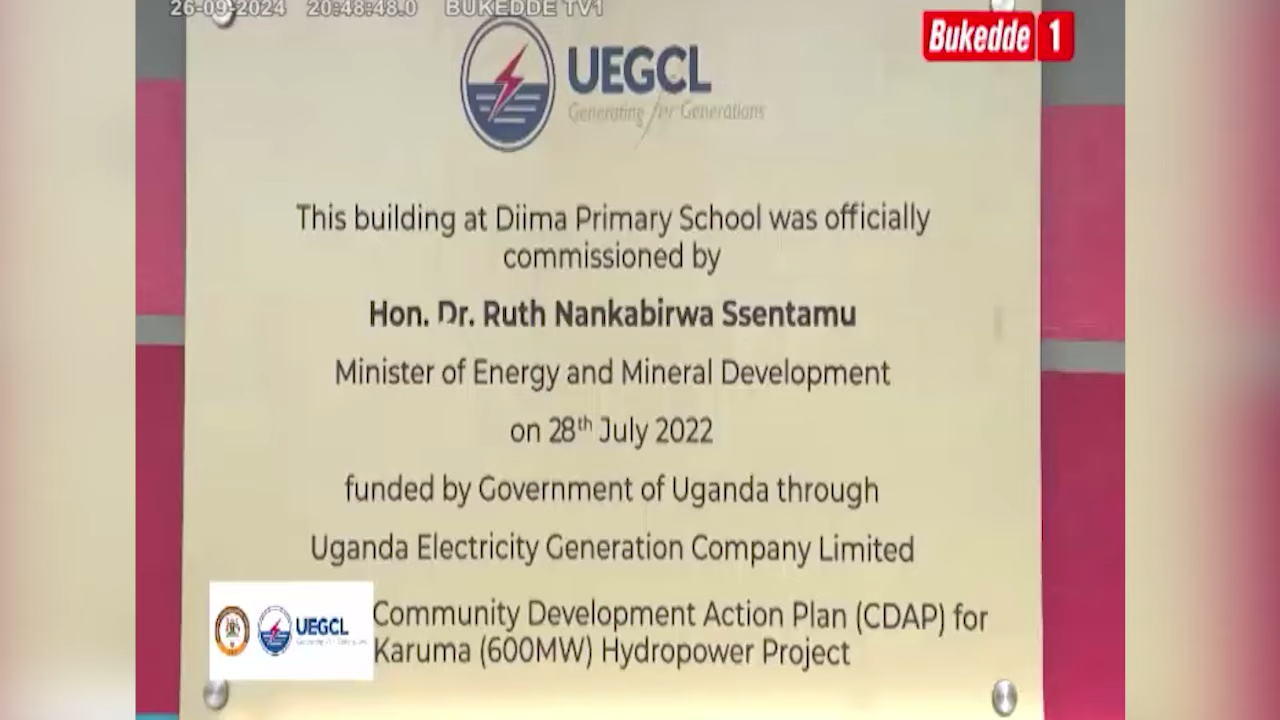 26-09-2024 20:48:48.0 BUKEDDE TV1
Bukedde 1
UEGCL
Generating for Generations
This building at Diima Primary School was officially
commissioned by
Hon. Dr. Ruth Nankabirwa Ssentamu
Minister of Energy and Mineral Development
on 28th July 2022
funded by Government of Uganda through
Uganda Electricity Generation Company Limited
Community Development Action Plan (CDAP) for
Karuma (600MW) Hydropower Project
UEGCL